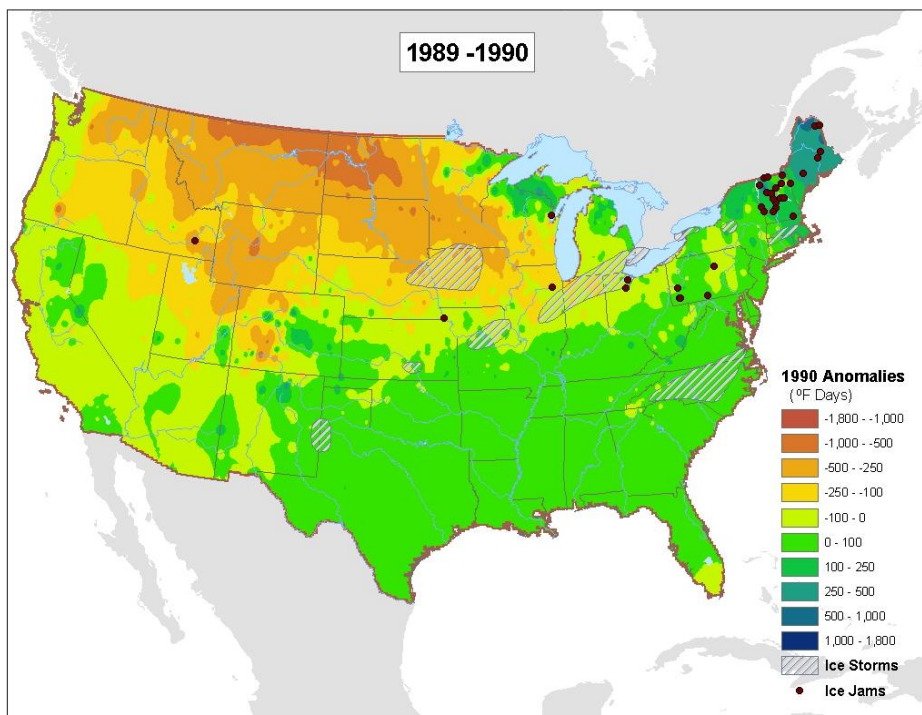 1989 -1990
1990 Anomalies
(ºF Days)
-1,800 - -1,000
-1,000 - -500
-500 - -250
-250 - -100
-100 - 0
0 - 100
100 - 250
250 - 500
500 - 1,000
1,000 - 1,800
Ice Storms
Ice Jams